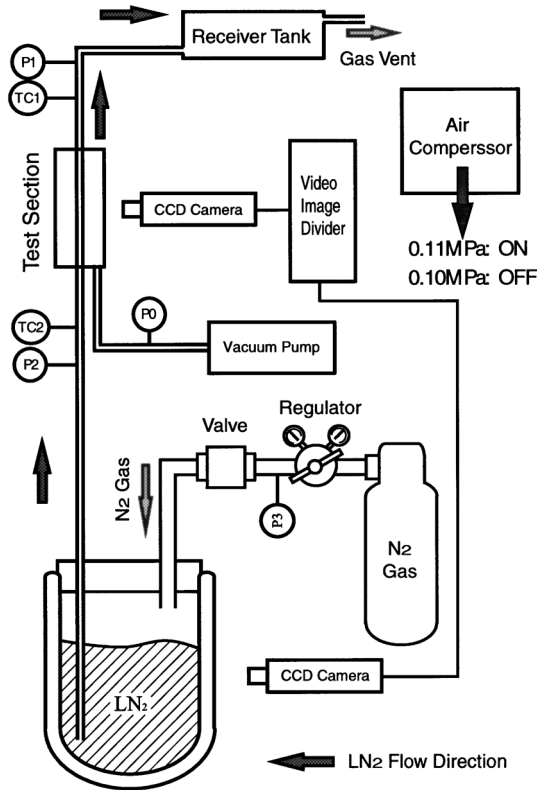 Receiver Tank
Gas Vent
P1
TC1
Test Section
CCD Camera
Video
Image
Divider
Air
Comperssor
0.11MPa: ON
0.10MPa: OFF
P0
TC2
P2
Vacuum Pump
Regulator
Valve
N2 Gas
P3
N2
Gas
LN2
CCD Camera
LN2 Flow Direction